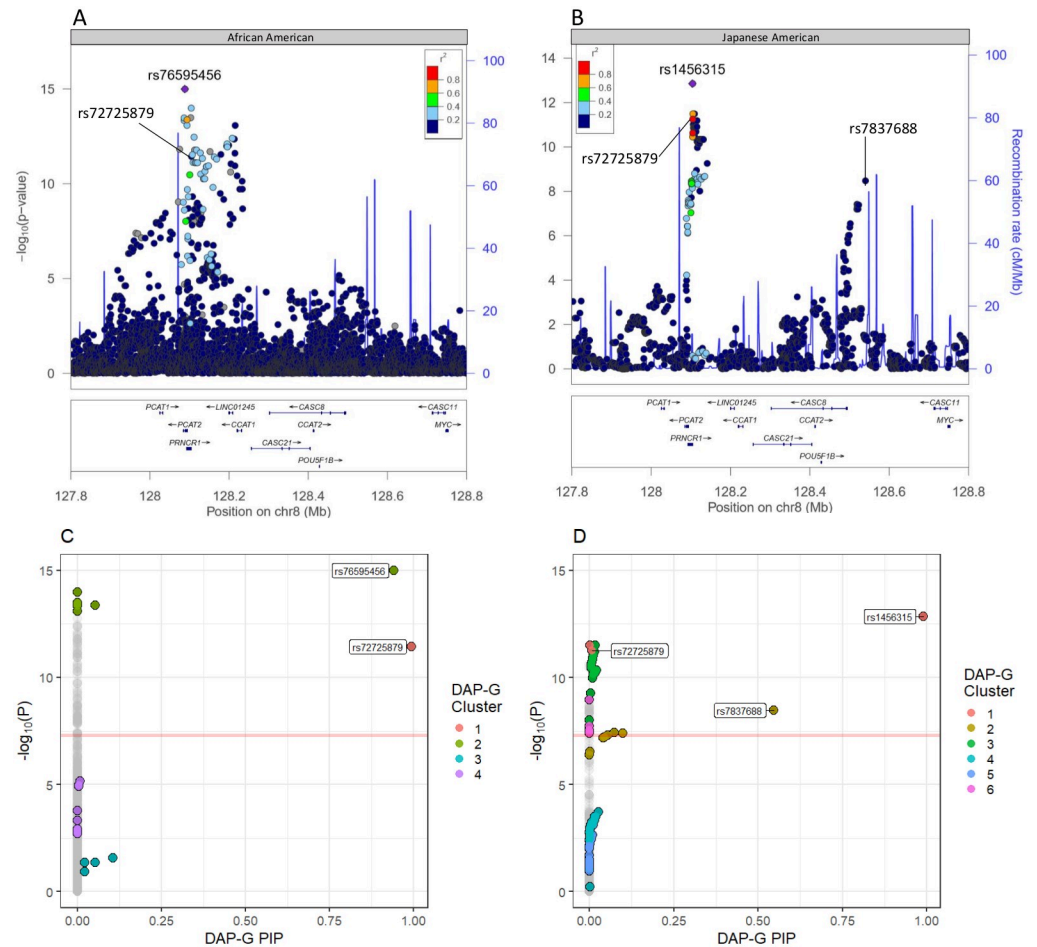 A
African American
r²
0.8
0.6
0.4
0.2
rs76595456
rs72725879
15
10
5
0
100
80
60
40
20
0
−log₁₀(p−value)
PCAT1→
←LINC01245
←CASC8
←CASC11
←PCAT2
←CCAT1
CCAT2→
MYC→
PRNCR1→
CASC21→
POU5F1B→
127.8 128 128.2 128.4 128.6 128.8
Position on chr8 (Mb)
B
Japanese American
r²
0.8
0.6
0.4
0.2
rs1456315
rs72725879
rs7837688
14
12
10
8
6
4
2
0
100
80
60
40
20
0
Recombination rate (cM/Mb)
PCAT1→
←LINC01245
←CASC8
←CASC11
←PCAT2
←CCAT1
CCAT2→
MYC→
PRNCR1→
CASC21→
POU5F1B→
127.8 128 128.2 128.4 128.6 128.8
Position on chr8 (Mb)
C
15
10
5
0
-log₁₀(P)
rs76595456
rs72725879
0.00 0.25 0.50 0.75 1.00
DAP-G PIP
DAP-G
Cluster
1
2
3
4
D
15
10
5
0
-log₁₀(P)
rs1456315
rs72725879
rs7837688
0.00 0.25 0.50 0.75 1.00
DAP-G PIP
DAP-G
Cluster
1
2
3
4
5
6